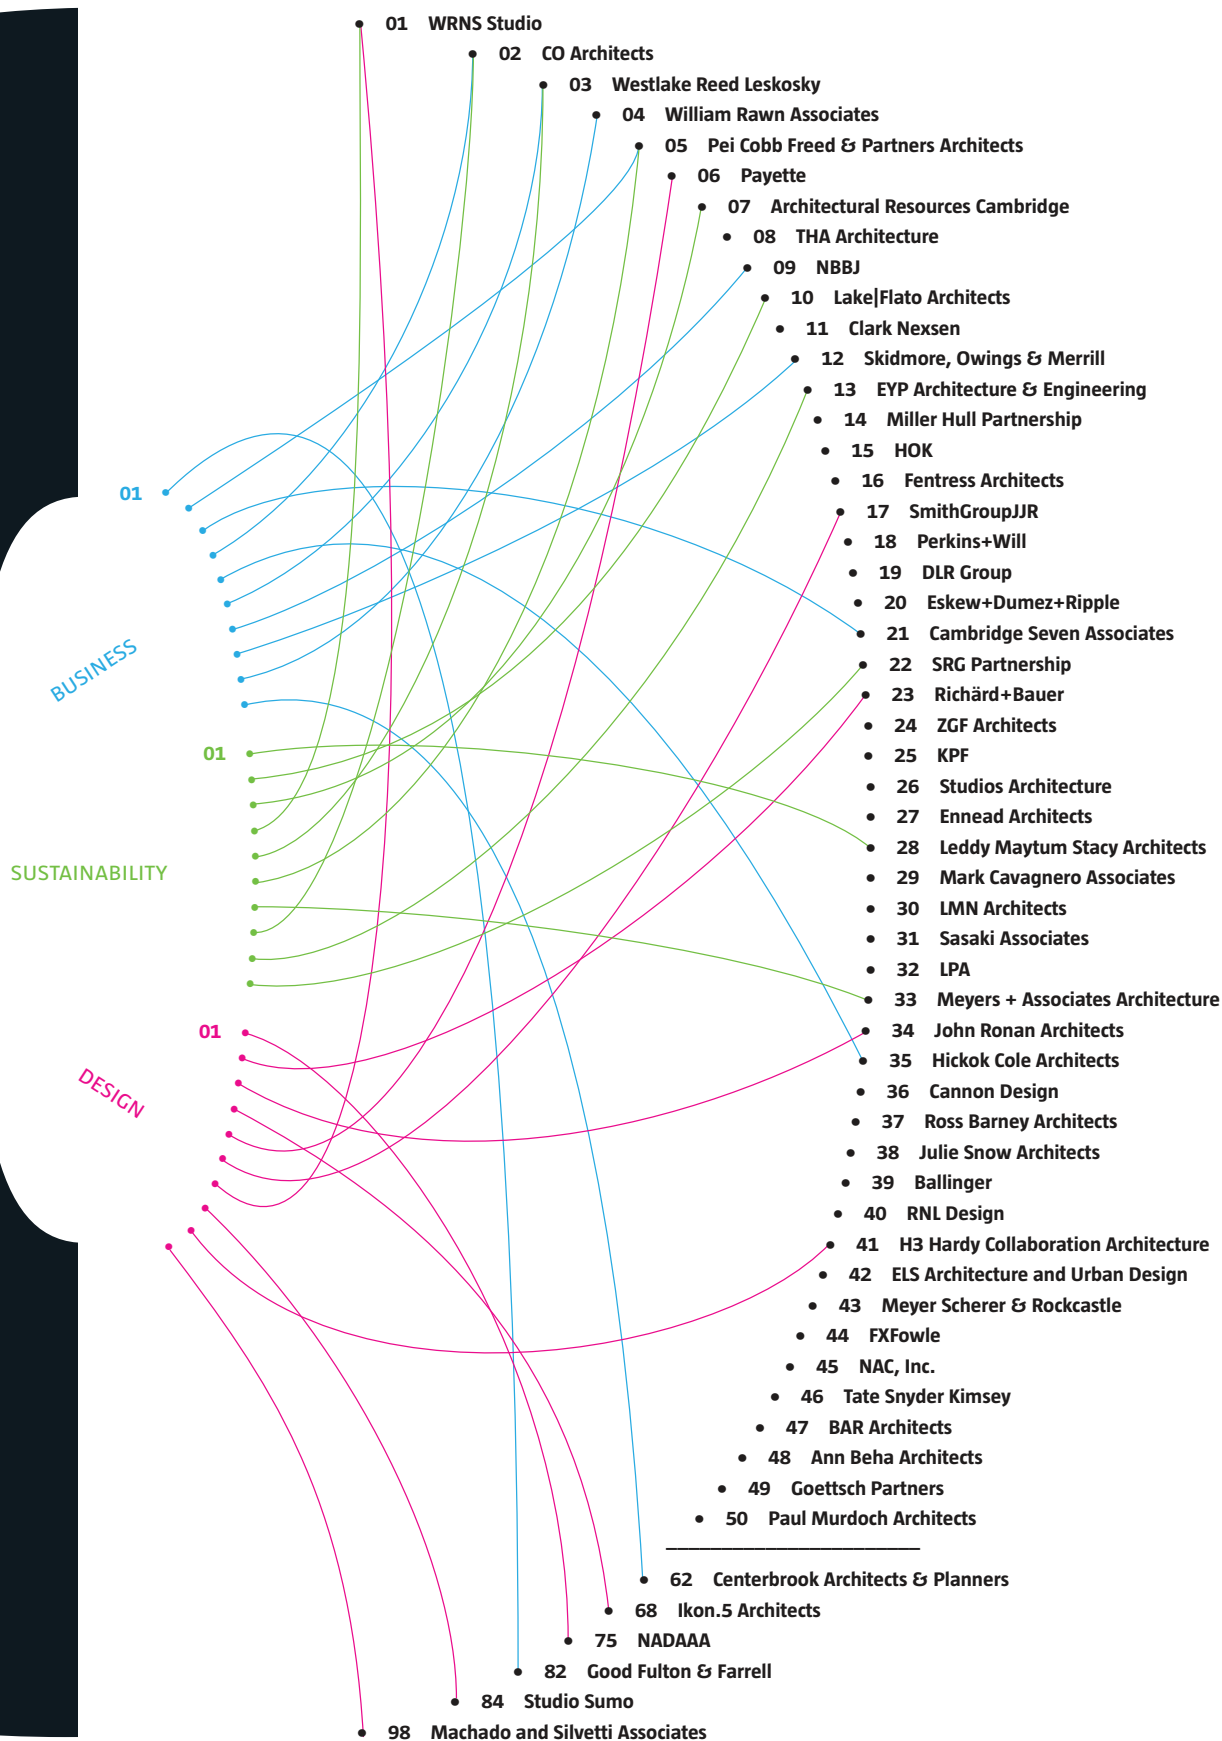 01 WRNS Studio
02 CO Architects
03 Westlake Reed Leskosky
04 William Rawn Associates
05 Pei Cobb Freed & Partners Architects
06 Payette
07 Architectural Resources Cambridge
08 THA Architecture
09 NBBJ
10 Lake|Flato Architects
11 Clark Nexsen
12 Skidmore, Owings & Merrill
13 EYP Architecture & Engineering
14 Miller Hull Partnership
15 HOK
16 Fentress Architects
17 SmithGroupJJR
18 Perkins+Will
19 DLR Group
20 Eskew+Dumez+Ripple
21 Cambridge Seven Associates
22 SRG Partnership
23 Richärd+Bauer
24 ZGF Architects
25 KPF
26 Studios Architecture
27 Ennead Architects
28 Leddy Maytum Stacy Architects
29 Mark Cavagnero Associates
30 LMN Architects
31 Sasaki Associates
32 LPA
33 Meyers + Associates Architecture
34 John Ronan Architects
35 Hickok Cole Architects
36 Cannon Design
37 Ross Barney Architects
38 Julie Snow Architects
39 Ballinger
40 RNL Design
41 H3 Hardy Collaboration Architecture
42 ELS Architecture and Urban Design
43 Meyer Scherer & Rockcastle
44 FXFowle
45 NAC, Inc.
46 Tate Snyder Kimsey
47 BAR Architects
48 Ann Beha Architects
49 Goettsch Partners
50 Paul Murdoch Architects
62 Centerbrook Architects & Planners
68 Ikon.5 Architects
75 NADAAA
82 Good Fulton & Farrell
84 Studio Sumo
98 Machado and Silvetti Associates
01
BUSINESS
01
SUSTAINABILITY
01
DESIGN